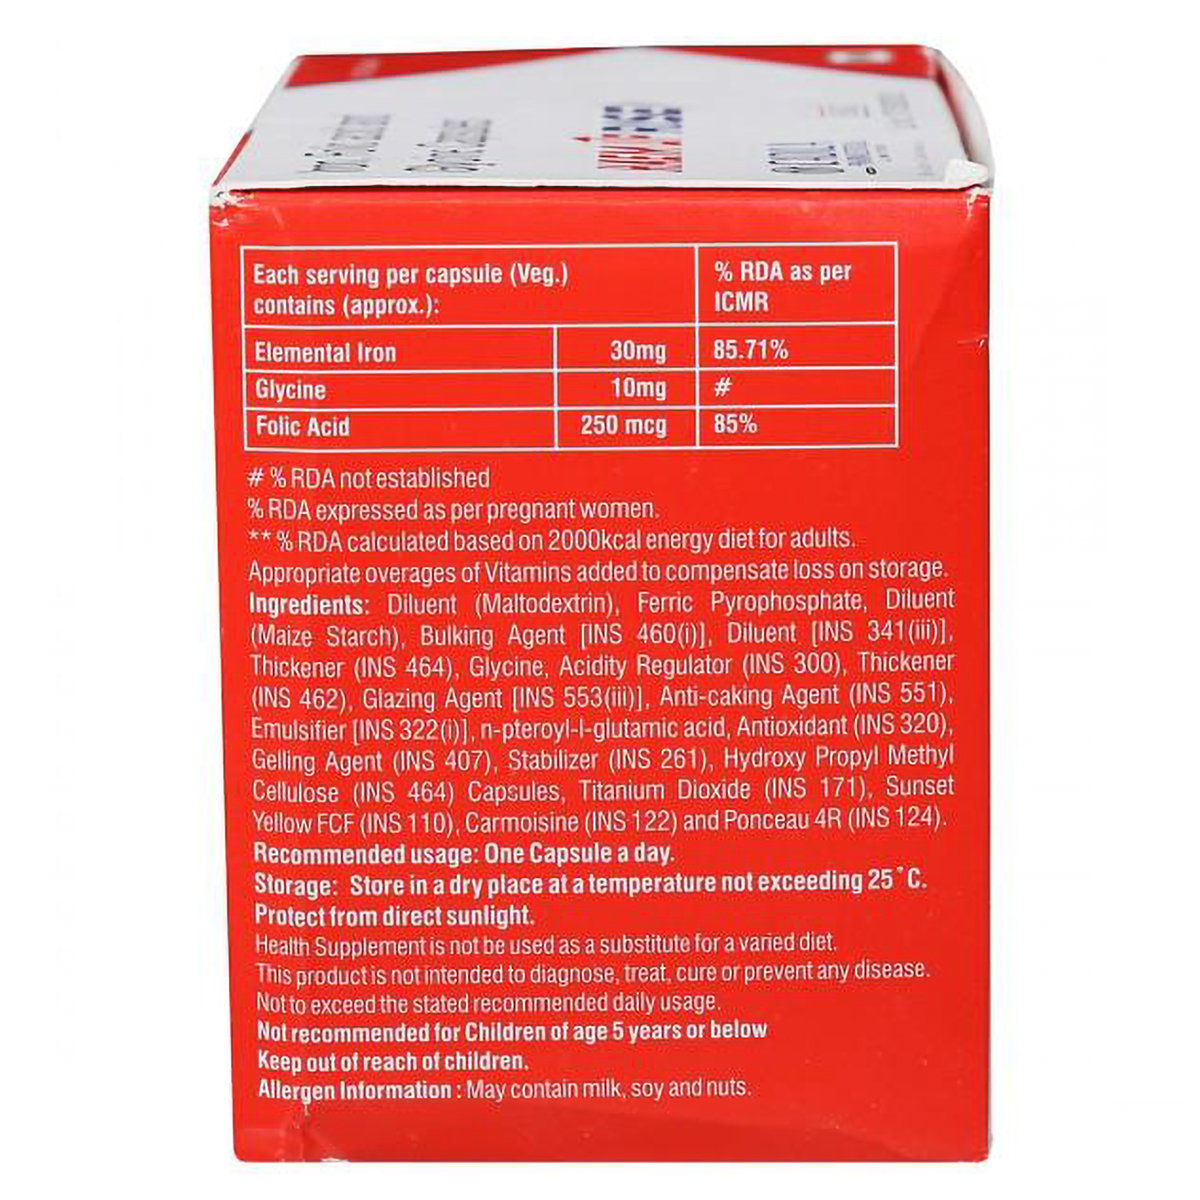 Each serving per capsule (Veg.) contains (approx.): % RDA as per ICMR
Elemental Iron 30mg 85.71%
Glycine 10mg #
Folic Acid 250 mcg 85%
# % RDA not established
% RDA expressed as per pregnant women.
** % RDA calculated based on 2000kcal energy diet for adults.
Appropriate overages of Vitamins added to compensate loss on storage.
Ingredients: Diluent (Maltodextrin), Ferric Pyrophosphate, Diluent
(Maize Starch), Bulking Agent [INS 460(i)], Diluent [INS 341(iii)],
Thickener (INS 464), Glycine, Acidity Regulator (INS 300), Thickener
(INS 462), Glazing Agent [INS 553(iii)], Anti-caking Agent (INS 551),
Emulsifier [INS 322(i)], n-pteroyl-l-glutamic acid, Antioxidant (INS 320),
Gelling Agent (INS 407), Stabilizer (INS 261), Hydroxy Propyl Methyl
Cellulose (INS 464) Capsules, Titanium Dioxide (INS 171), Sunset
Yellow FCF (INS 110), Carmoisine (INS 122) and Ponceau 4R (INS 124).
Recommended usage: One Capsule a day.
Storage: Store in a dry place at a temperature not exceeding 25˚C.
Protect from direct sunlight.
Health Supplement is not be used as a substitute for a varied diet.
This product is not intended to diagnose, treat, cure or prevent any disease.
Not to exceed the stated recommended daily usage.
Not recommended for Children of age 5 years or below
Keep out of reach of children.
Allergen Information : May contain milk, soy and nuts.